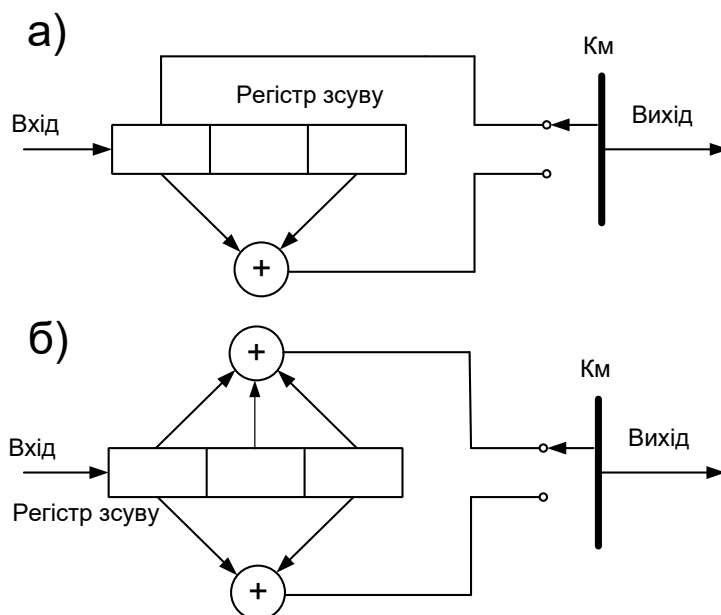 а)
Км
Регістр зсуву
Вхід
Вихід
+
б)
+
Км
Вхід
Вихід
Регістр зсуву
+